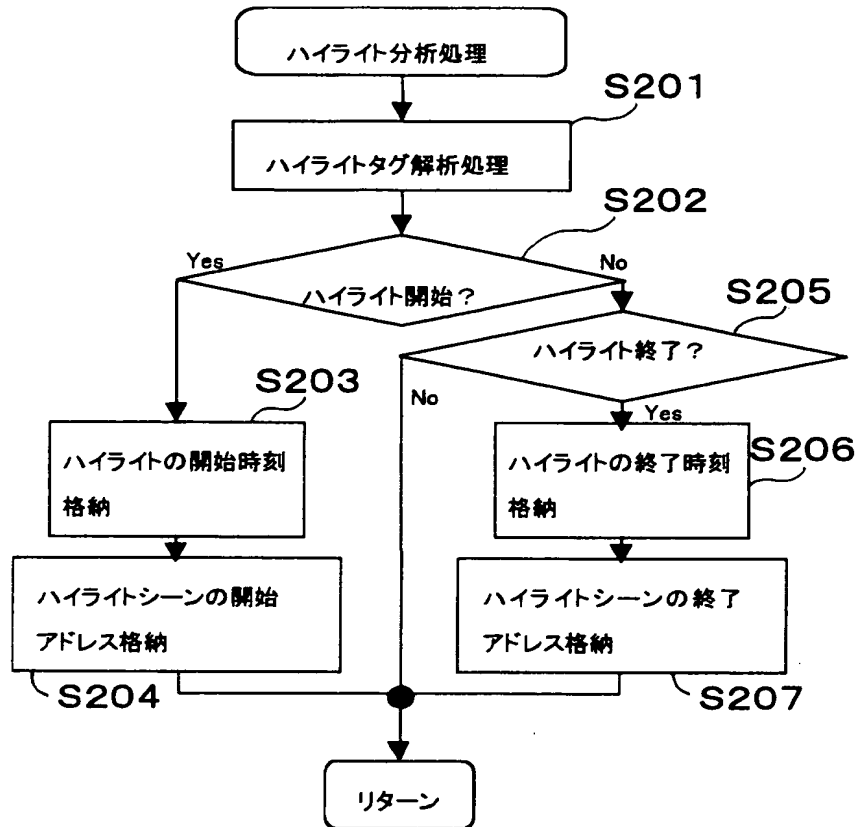 ハイライト分析処理
S201
ハイライトタグ解析処理
S202
Yes
No
ハイライト開始？
S205
ハイライト終了？
S203
No
Yes
ハイライトの開始時刻
格納
ハイライトの終了時刻
格納
S206
ハイライトシーンの開始
アドレス格納
ハイライトシーンの終了
アドレス格納
S204
S207
リターン